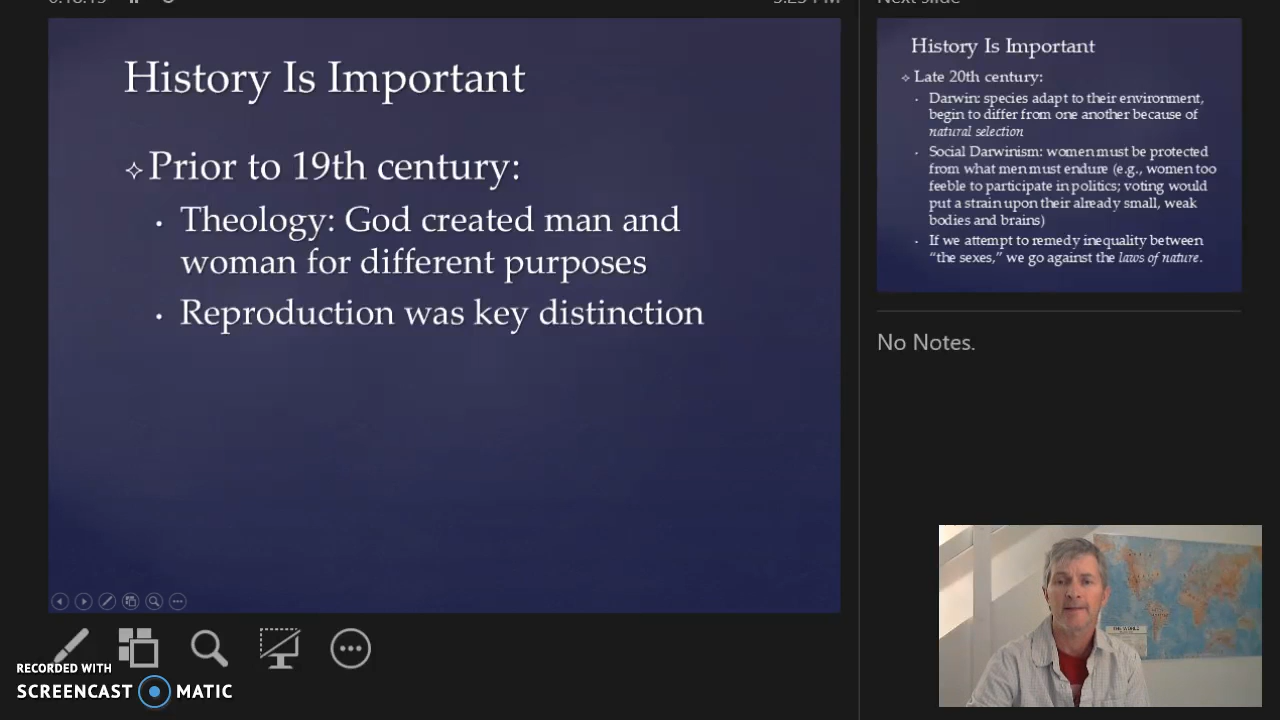 Next slide
History Is Important
✧ Prior to 19th century:
• Theology: God created man and
woman for different purposes
• Reproduction was key distinction
History Is Important
✧ Late 20th century:
• Darwin: species adapt to their environment,
begin to differ from one another because of
natural selection
• Social Darwinism: women must be protected
from what men must endure (e.g., women too
feeble to participate in politics; voting would
put a strain upon their already small, weak
bodies and brains)
• If we attempt to remedy inequality between
“the sexes,” we go against the laws of nature.
No Notes.
THE WORLD
RECORDED WITH
SCREENCAST MATIC